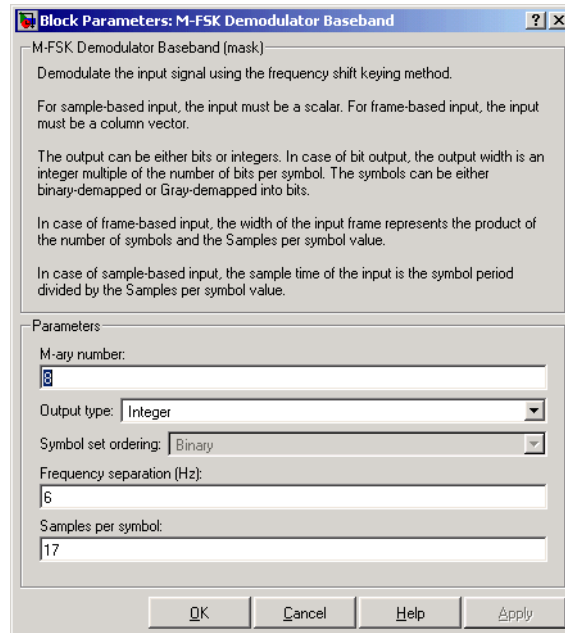 Block Parameters: M-FSK Demodulator Baseband
M-FSK Demodulator Baseband (mask)
Demodulate the input signal using the frequency shift keying method.
For sample-based input, the input must be a scalar. For frame-based input, the input
must be a column vector.
The output can be either bits or integers. In case of bit output, the output width is an
integer multiple of the number of bits per symbol. The symbols can be either
binary-demapped or Gray-demapped into bits.
In case of frame-based input, the width of the input frame represents the product of
the number of symbols and the Samples per symbol value.
In case of sample-based input, the sample time of the input is the symbol period
divided by the Samples per symbol value.
Parameters
M-ary number:
8
Output type: Integer
Symbol set ordering: Binary
Frequency separation (Hz):
6
Samples per symbol:
17
OK Cancel Help Apply